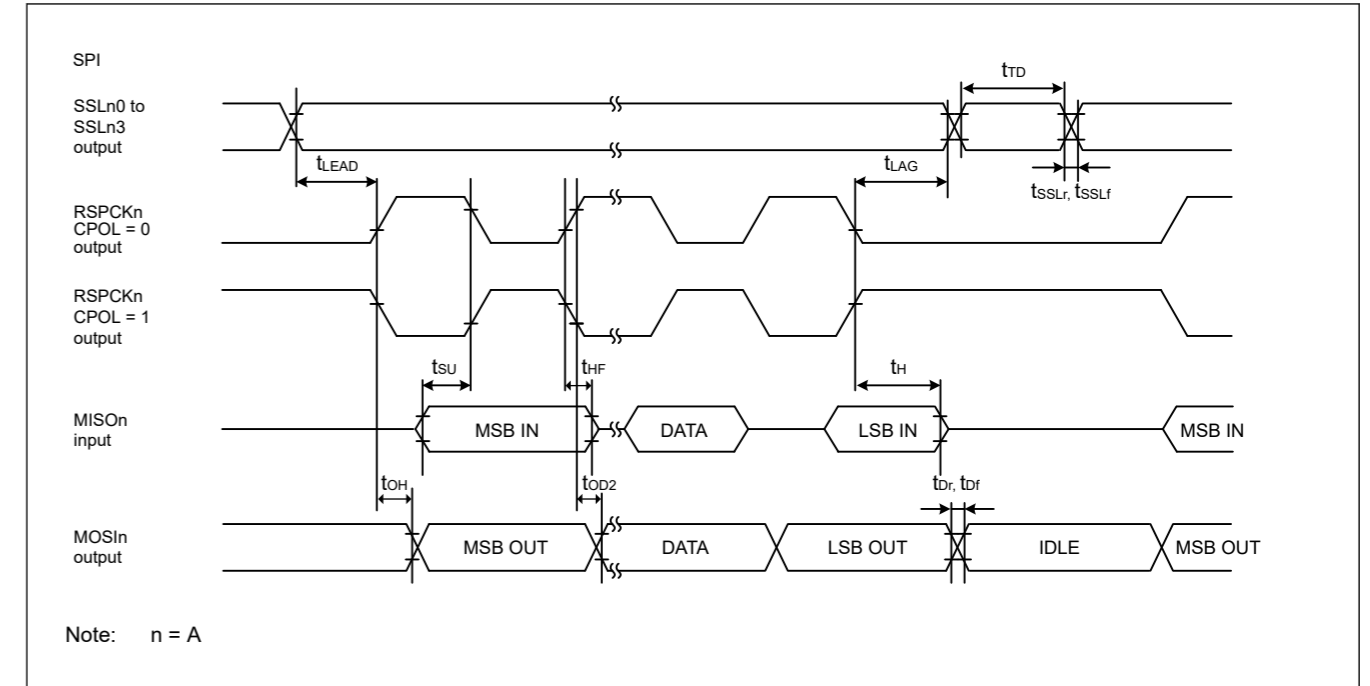 SPI
tTD
SSLn0 to
SSLn3
output
tLEAD
tLAG
tSSLr, tSSLf
RSPCKn
CPOL = 0
output
RSPCKn
CPOL = 1
output
tSU
tHF
tH
MISOn
input
MSB IN
DATA
LSB IN
MSB IN
tOH
tOD2
tDr, tDf
MOSIn
output
MSB OUT
DATA
LSB OUT
IDLE
MSB OUT
Note: n = A